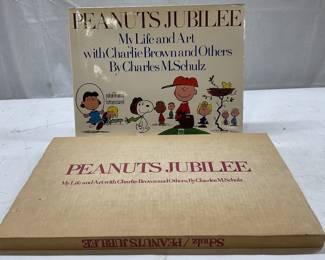 PEANUTS JUBILEE
My Life and Art
with Charlie Brown and Others
By Charles M. Schulz
PEANUTS JUBILEE
My Life and Art with Charlie Brown and Others, By Charles M. Schulz
Schulz / PEANUTS JUBILEE